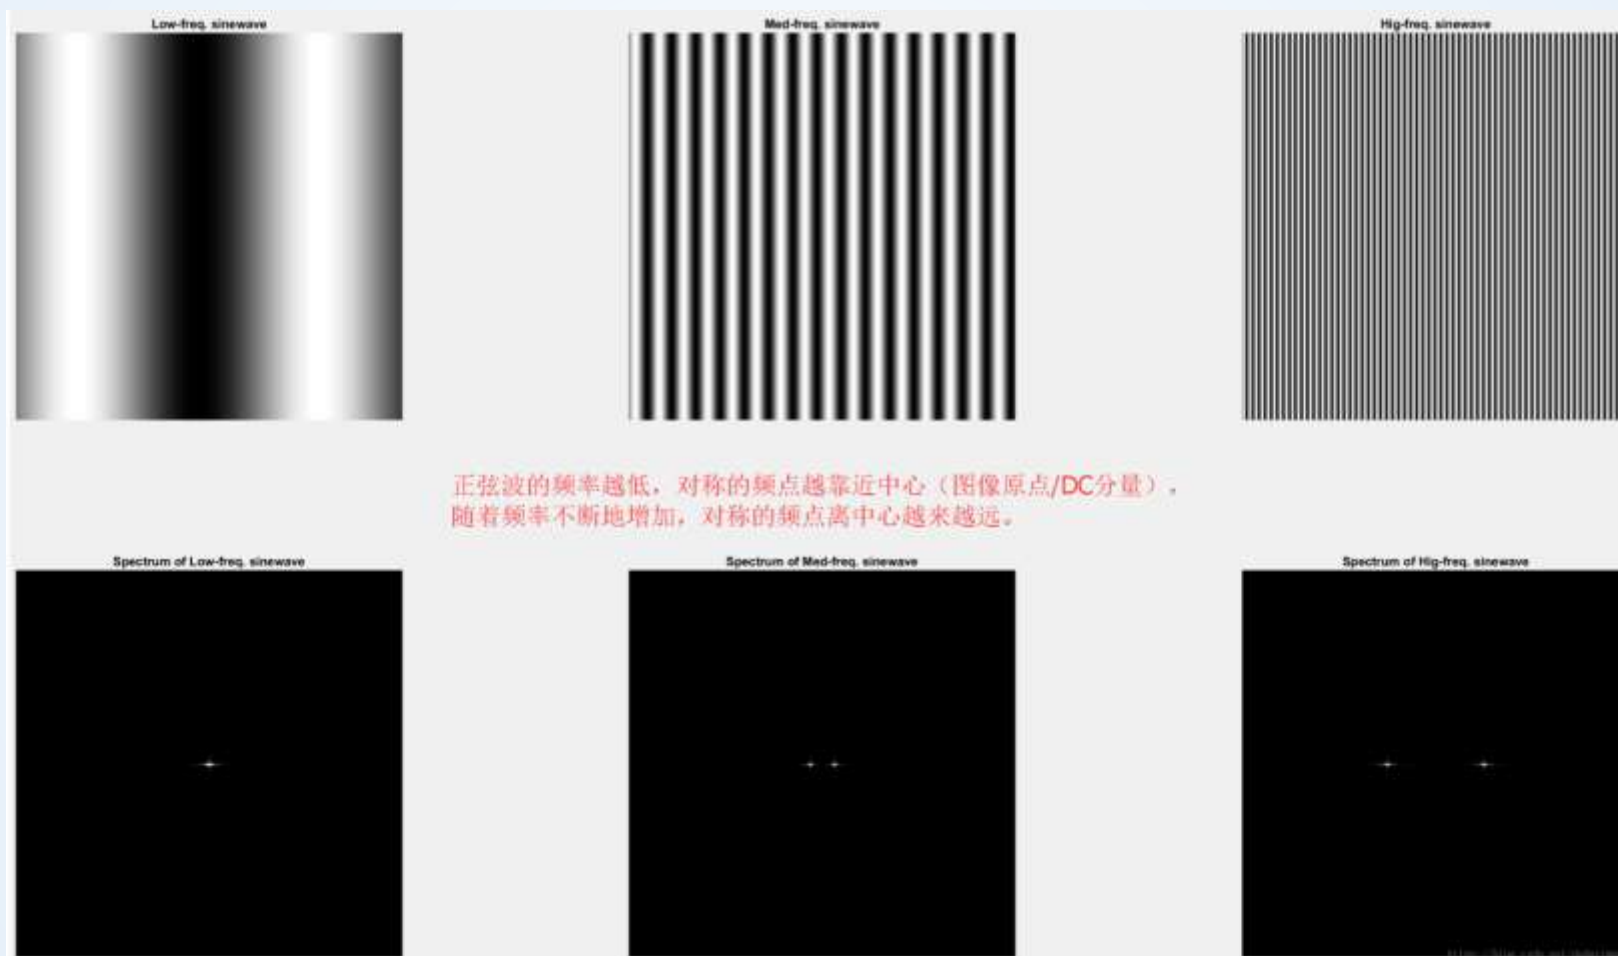 Low-freq. sinewave
Med-freq. sinewave
Hig-freq. sinewave
正弦波的频率越低，对称的频点越靠近中心（图像原点/DC分量）。
随着频率不断地增加，对称的频点离中心越来越远。
Spectrum of Low-freq. sinewave
Spectrum of Med-freq. sinewave
Spectrum of Hig-freq. sinewave